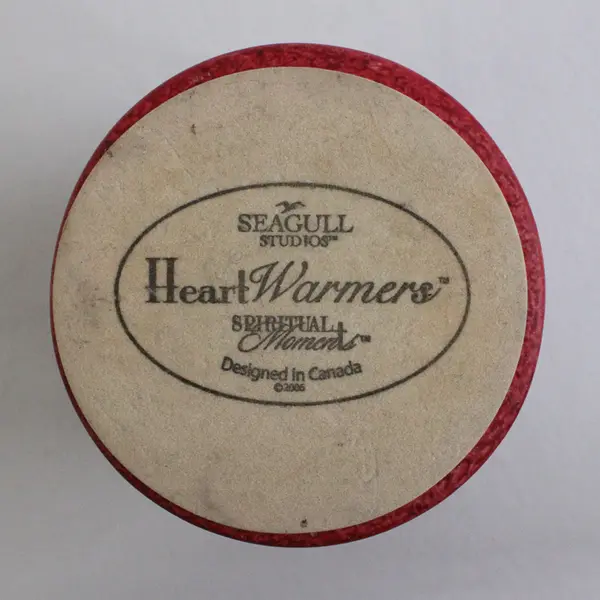 SEAGULL
STUDIOS™
HeartWarmers™
SPIRITUAL
Moments™
Designed in Canada
©2006